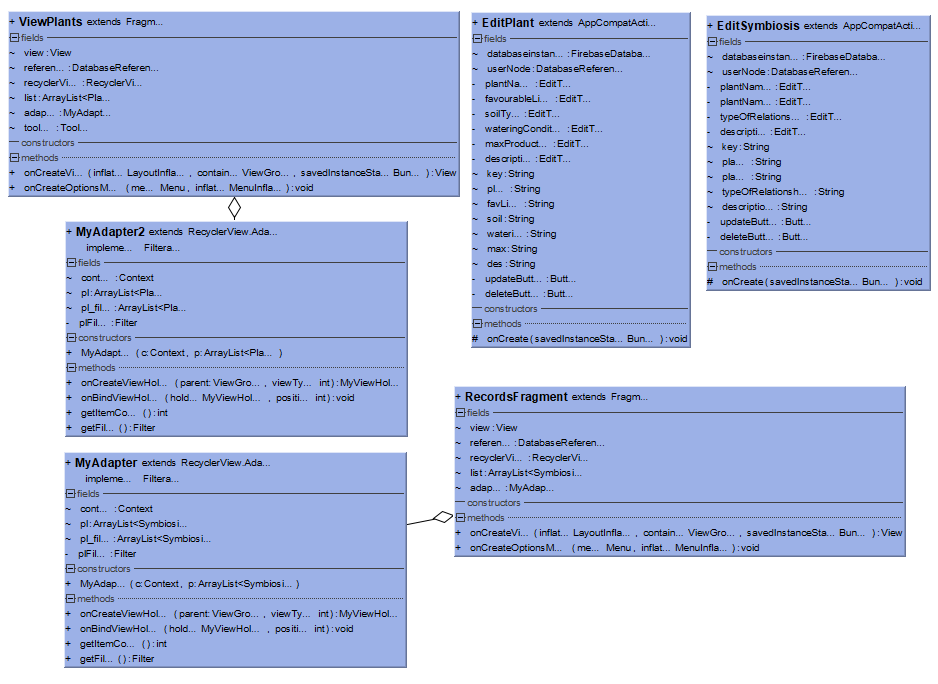 + ViewPlants extends Fragm...
fields
~ view : View
~ referen... : DatabaseReferen...
~ recyclerVi... : RecyclerVi...
~ list : ArrayList<Pla...
~ adap... : MyAdapt...
~ tool... : Tool...
constructors
methods
+ onCreateVi... ( inflat... LayoutInfla... , contain... ViewGro... , savedInstanceSta... Bun... ) : View
+ onCreateOptionsM... ( me... Menu , inflat... MenuInfla... ) : void
+ MyAdapter2 extends RecyclerView.Ada...
impleme... Filtera...
fields
~ cont... : Context
~ pl : ArrayList<Pla...
~ pl_fil... : ArrayList<Pla...
- plFil... : Filter
constructors
+ MyAdapt... ( c: Context , p: ArrayList<Pla... )
methods
+ onCreateViewHol... ( parent: ViewGro... , viewTy... int ) : MyViewHol...
+ onBindViewHol... ( hold... MyViewHol... , positi... int ) : void
+ getItemCo... ( ) : int
+ getFil... ( ) : Filter
+ MyAdapter extends RecyclerView.Ada...
impleme... Filtera...
fields
~ cont... : Context
~ pl : ArrayList<Symbiosi...
~ pl_fil... : ArrayList<Symbiosi...
- plFil... : Filter
constructors
+ MyAdap... ( c: Context , p: ArrayList<Symbiosi... )
methods
+ onCreateViewHol... ( parent: ViewGro... , viewTy... int ) : MyViewHol...
+ onBindViewHol... ( hold... MyViewHol... , positi... int ) : void
+ getItemCo... ( ) : int
+ getFil... ( ) : Filter
+ EditPlant extends AppCompatActi...
fields
~ databaseinstan... : FirebaseDataba...
~ userNode : DatabaseReferen...
- plantNa... : EditT...
- favourableLi... : EditT...
- soilTy... : EditT...
- wateringCondit... : EditT...
- maxProduct... : EditT...
- descripti... : EditT...
~ key : String
~ pl... : String
~ favLi... : String
~ soil : String
~ wateri... : String
~ max : String
~ des : String
- updateButt... : Butt...
- deleteButt... : Butt...
constructors
methods
# onCreate ( savedInstanceSta... Bun... ) : void
+ EditSymbiosis extends AppCompatActi...
fields
~ databaseinstan... : FirebaseDataba...
~ userNode : DatabaseReferen...
- plantNam... : EditT...
- plantNam... : EditT...
- typeOfRelations... : EditT...
- descripti... : EditT...
~ key : String
~ pla... : String
~ pla... : String
~ typeOfRelationsh... : String
~ descriptio... : String
- updateButt... : Butt...
- deleteButt... : Butt...
constructors
methods
# onCreate ( savedInstanceSta... Bun... ) : void
+ RecordsFragment extends Fragm...
fields
~ view : View
~ referen... : DatabaseReferen...
~ recyclerVi... : RecyclerVi...
~ list : ArrayList<Symbiosi...
~ adap... : MyAdap...
constructors
methods
+ onCreateVi... ( inflat... LayoutInfla... , contain... ViewGro... , savedInstanceSta... Bun... ) : View
+ onCreateOptionsM... ( me... Menu , inflat... MenuInfla... ) : void